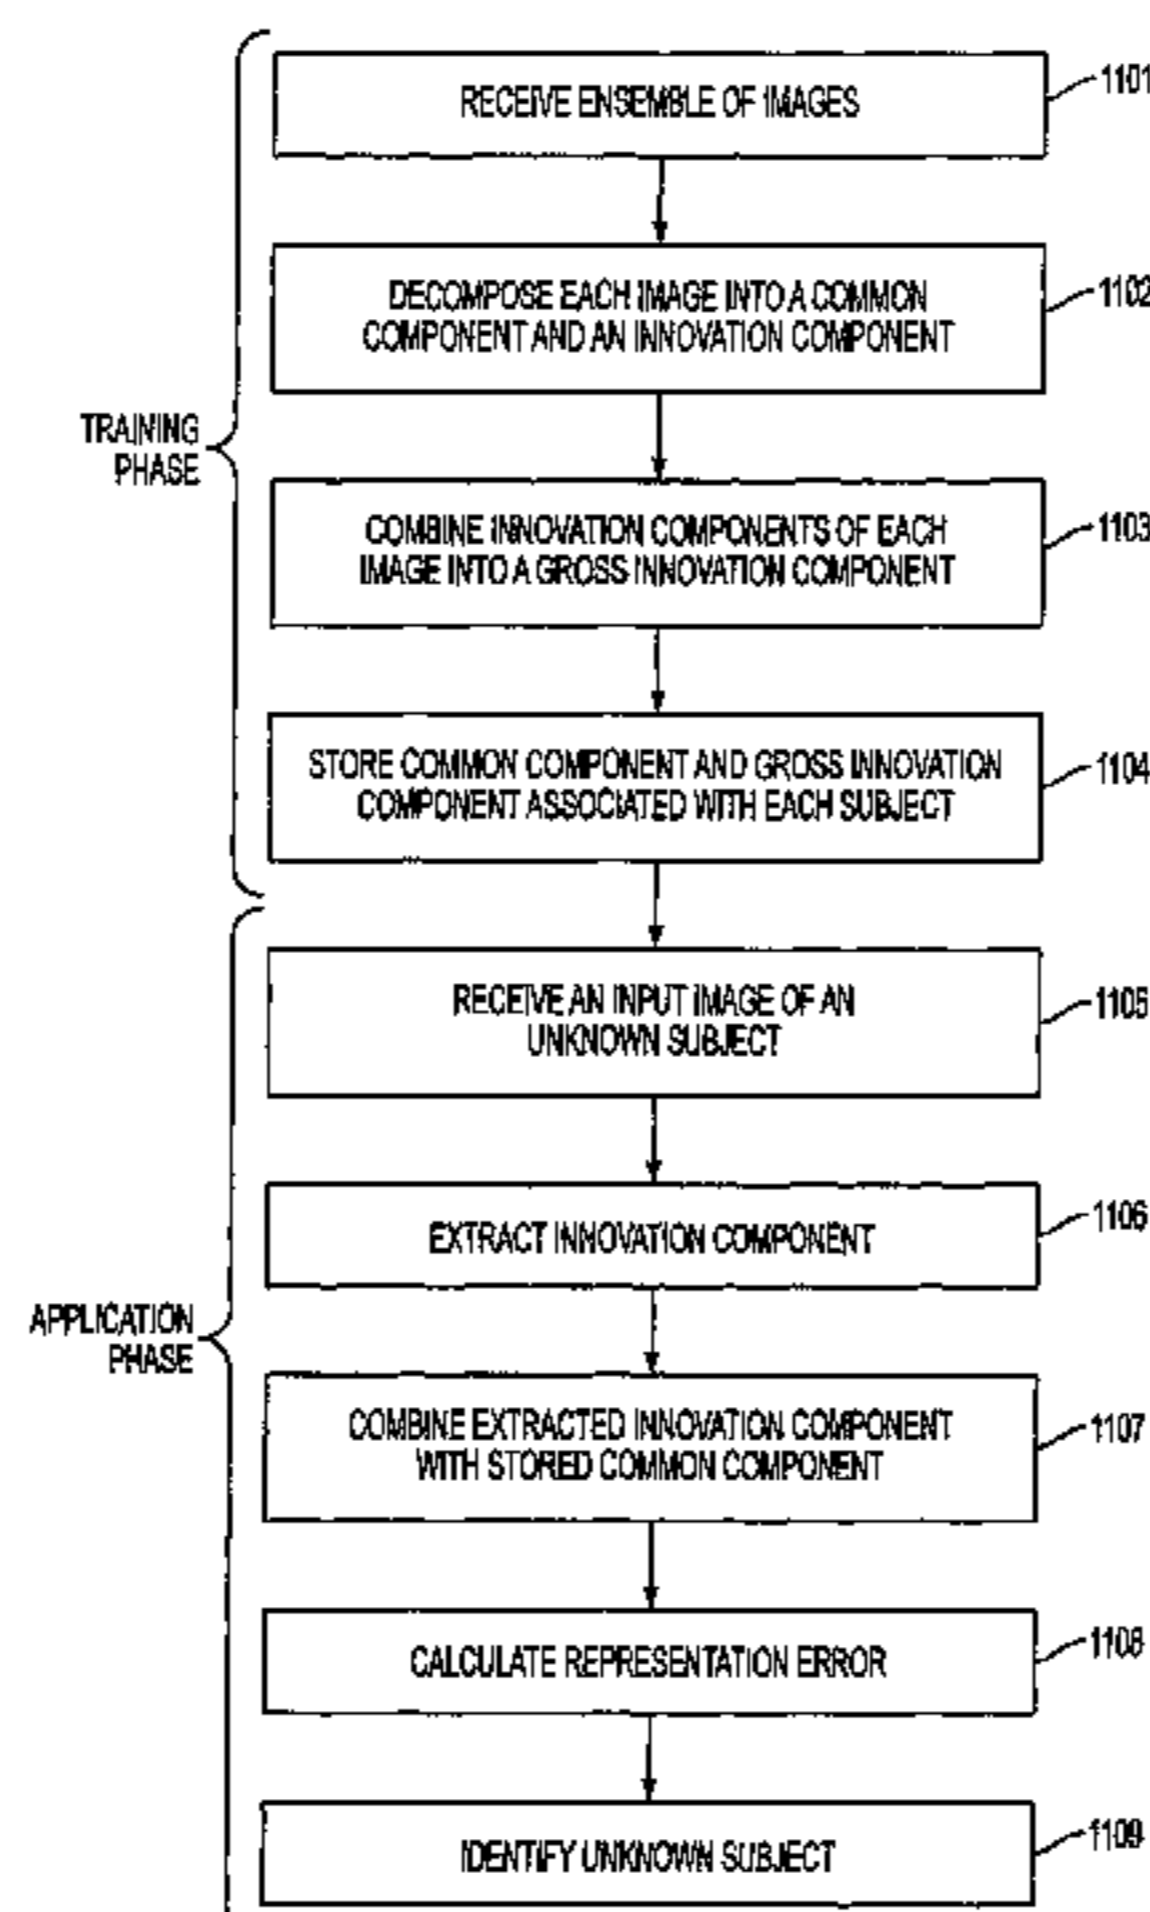 RECEIVE ENSEMBLE OF IMAGES
1101
DECOMPOSE EACH IMAGE INTO A COMMON
COMPONENT AND AN INNOVATION COMPONENT
1102
TRAINING
PHASE
COMBINE INNOVATION COMPONENTS OF EACH
IMAGE INTO A GROSS INNOVATION COMPONENT
1103
STORE COMMON COMPONENT AND GROSS INNOVATION
COMPONENT ASSOCIATED WITH EACH SUBJECT
1104
RECEIVE AN INPUT IMAGE OF AN
UNKNOWN SUBJECT
1105
EXTRACT INNOVATION COMPONENT
1106
APPLICATION
PHASE
COMBINE EXTRACTED INNOVATION COMPONENT
WITH STORED COMMON COMPONENT
1107
CALCULATE REPRESENTATION ERROR
1108
IDENTIFY UNKNOWN SUBJECT
1109